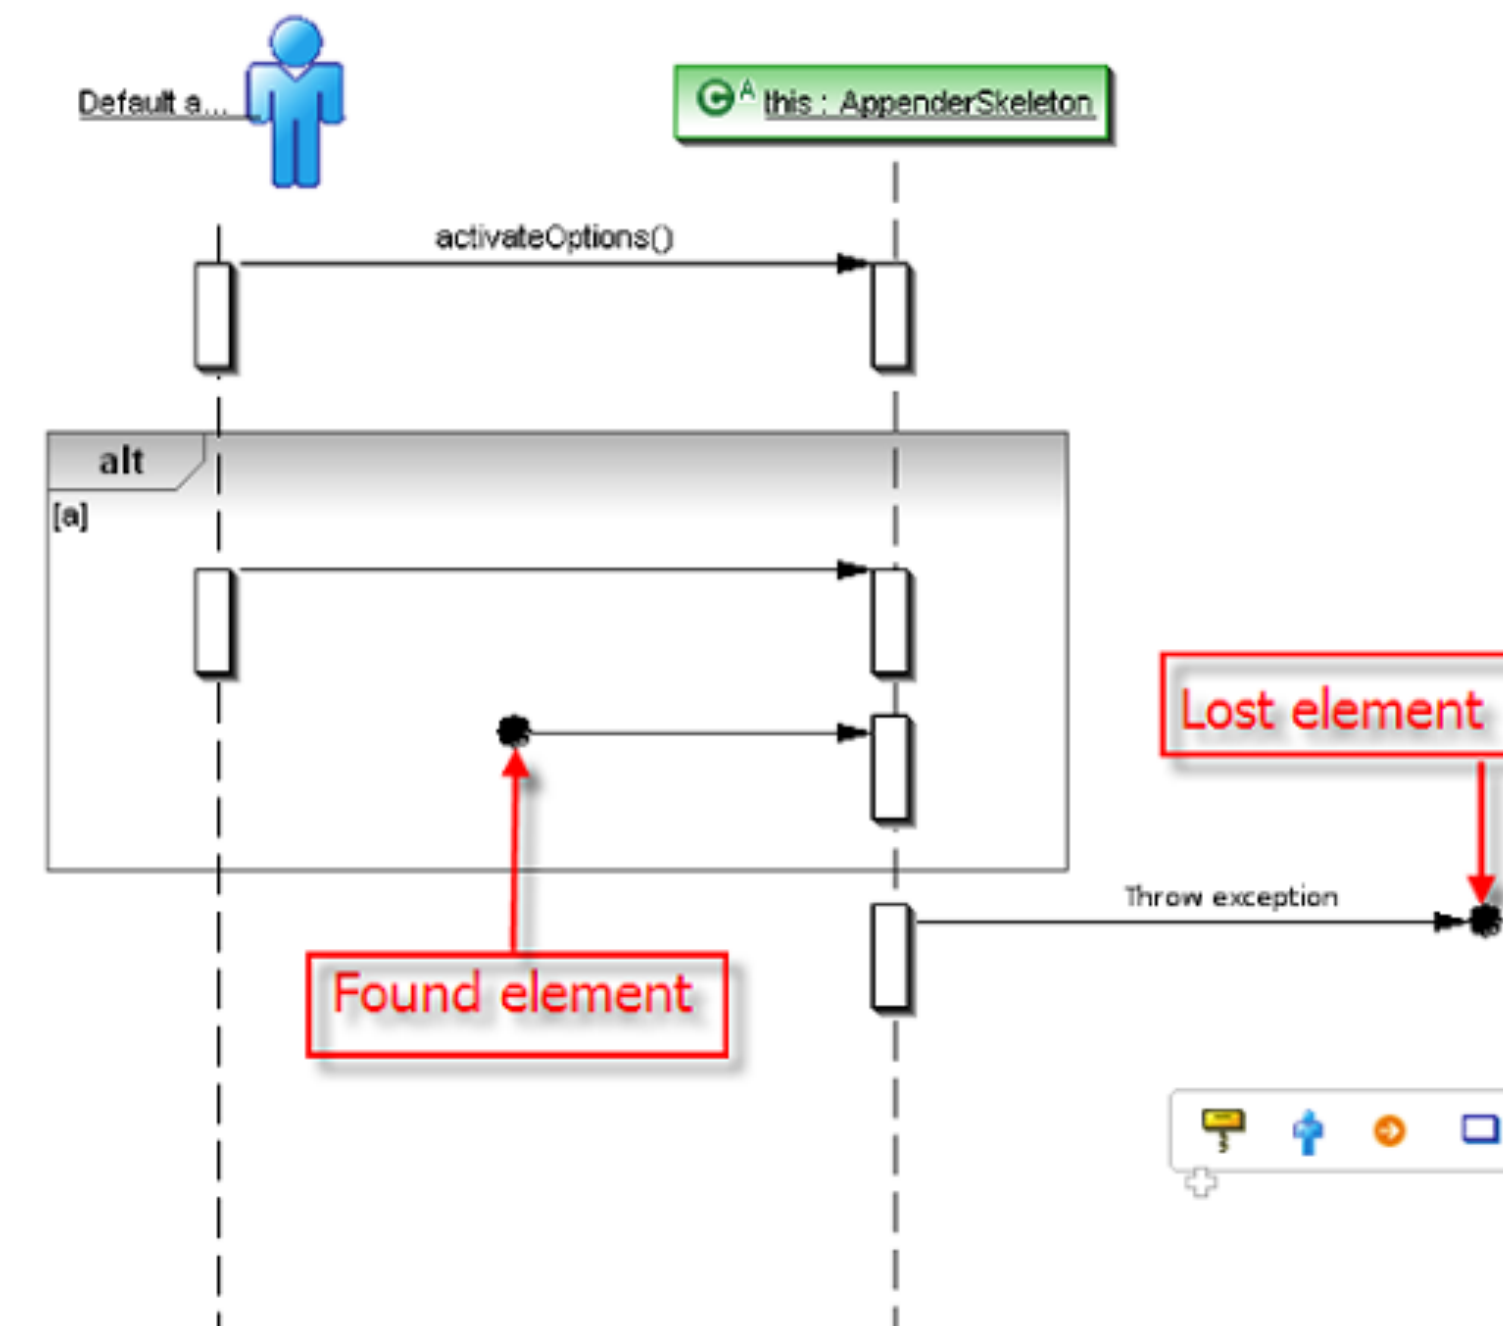 Default a...
C A this : AppenderSkeleton
activateOptions()
alt
[a]
Lost element
Throw exception
Found element